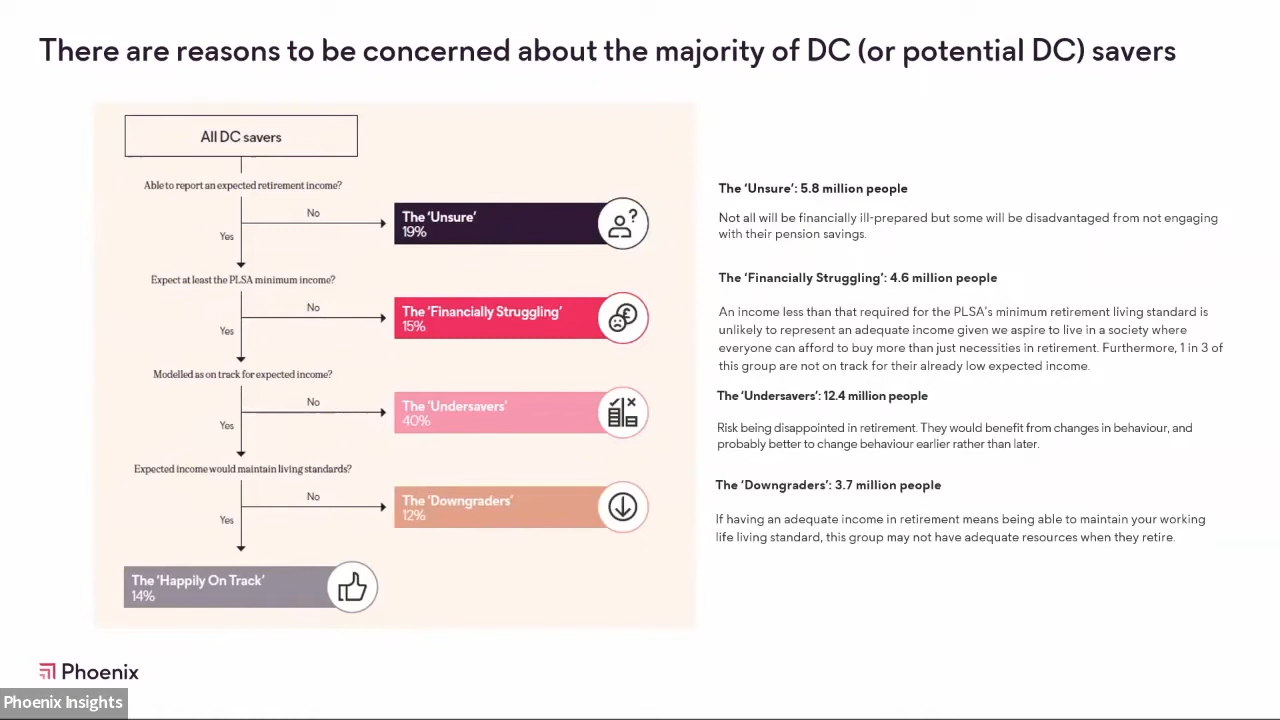 There are reasons to be concerned about the majority of DC (or potential DC) savers
All DC savers
Able to report an expected retirement income?
No
The 'Unsure'
19%
Yes
Expect at least the PLSA minimum income?
No
The 'Financially Struggling'
15%
Yes
Modelled as on track for expected income?
No
The 'Undersavers'
40%
Yes
Expected income would maintain living standards?
No
The 'Downgraders'
12%
Yes
The 'Happily On Track'
14%
The 'Unsure': 5.8 million people
Not all will be financially ill-prepared but some will be disadvantaged from not engaging
with their pension savings.
The 'Financially Struggling': 4.6 million people
An income less than that required for the PLSA's minimum retirement living standard is
unlikely to represent an adequate income given we aspire to live in a society where
everyone can afford to buy more than just necessities in retirement. Furthermore, 1 in 3 of
this group are not on track for their already low expected income.
The 'Undersavers': 12.4 million people
Risk being disappointed in retirement. They would benefit from changes in behaviour, and
probably better to change behaviour earlier rather than later.
The 'Downgraders': 3.7 million people
If having an adequate income in retirement means being able to maintain your working
life living standard, this group may not have adequate resources when they retire.
Phoenix
Phoenix Insights